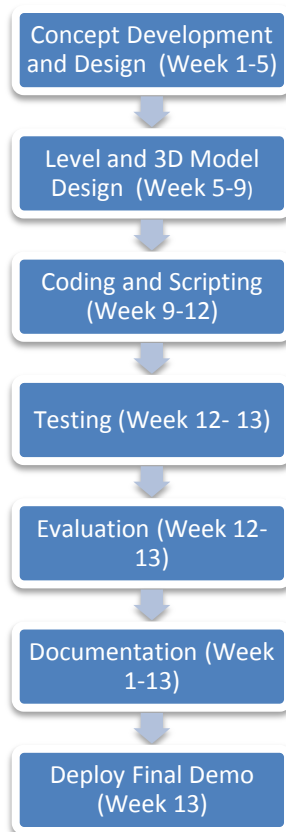 Concept Development
and Design  (Week 1-5)
Level and 3D Model
Design  (Week 5-9)
Coding and Scripting
(Week 9-12)
Testing (Week 12- 13)
Evaluation (Week 12-
13)
Documentation (Week
1-13)
Deploy Final Demo
(Week 13)